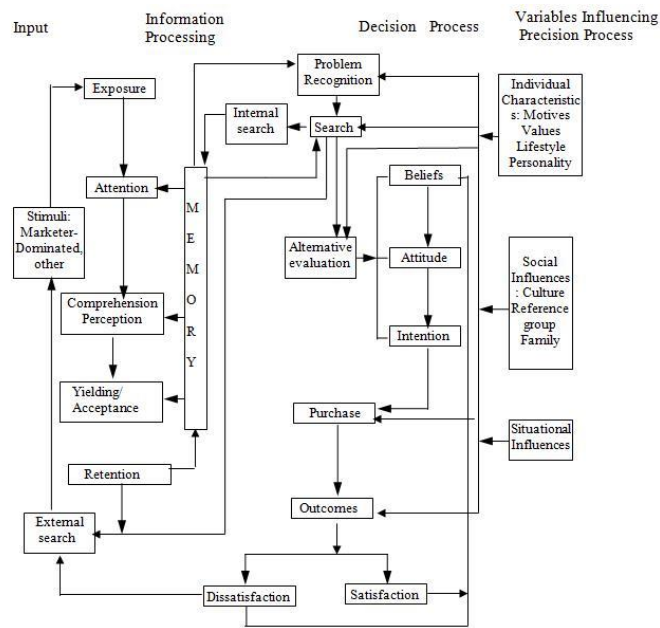 Input
Information
Processing
Decision Process
Variables Influencing
Precision Process
Exposure
Problem
Recognition
Individual
Characteristic
s: Motives
Values
Lifestyle
Personality
Internal
search
Search
Attention
M
E
M
O
R
Y
Beliefs
Stimuli:
Marketer-
Dominated,
other
Alternative
evaluation
Attitude
Social
Influences
: Culture
Reference
group
Family
Comprehension
Perception
Intention
Yielding/
Acceptance
Purchase
Situational
Influences
Retention
Outcomes
External
search
Dissatisfaction
Satisfaction